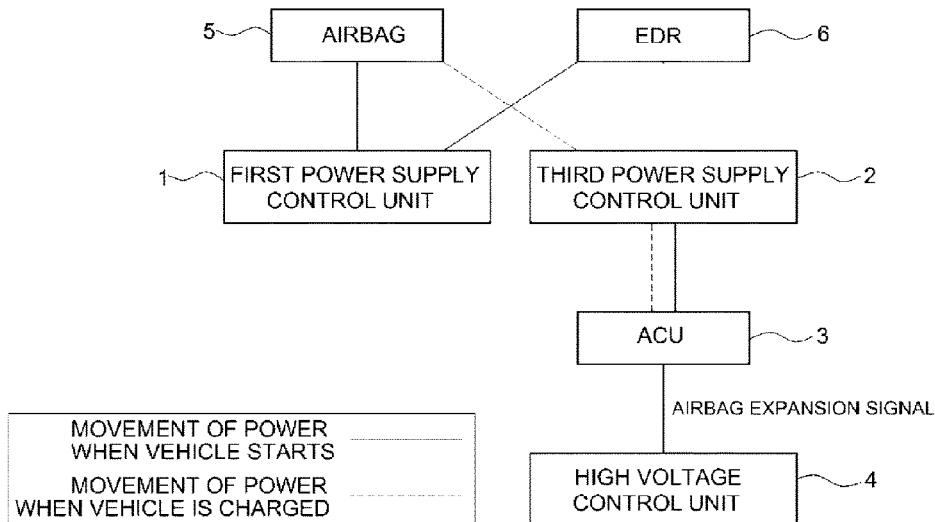 5
AIRBAG
EDR
6
1
FIRST POWER SUPPLY
CONTROL UNIT
THIRD POWER SUPPLY
CONTROL UNIT
2
ACU
3
AIRBAG EXPANSION SIGNAL
MOVEMENT OF POWER
WHEN VEHICLE STARTS
MOVEMENT OF POWER
WHEN VEHICLE IS CHARGED
HIGH VOLTAGE
CONTROL UNIT
4